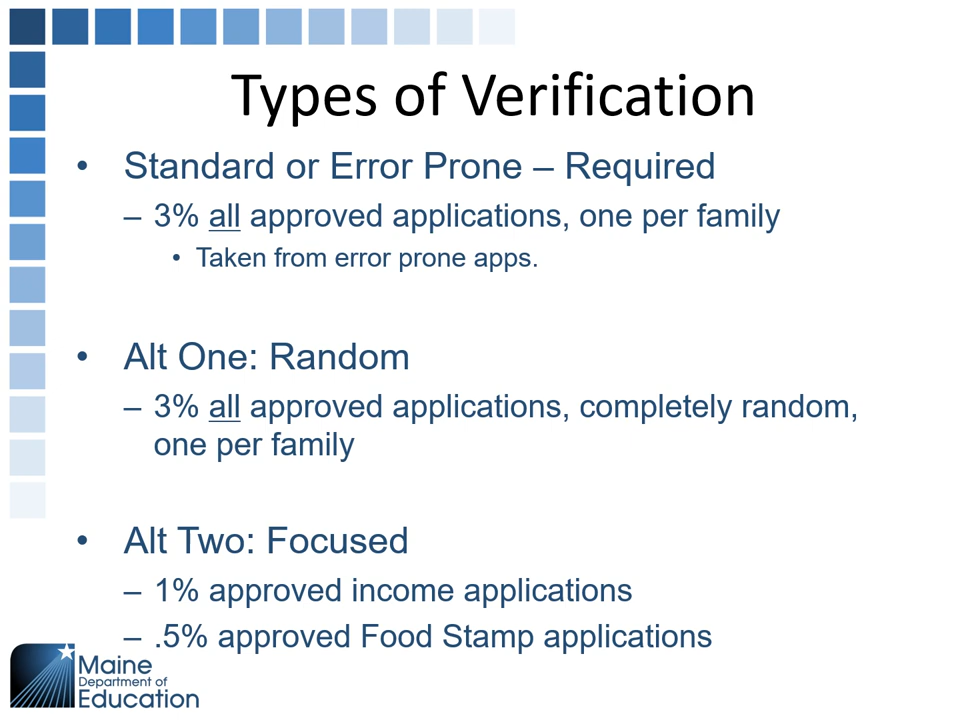 Types of Verification
• Standard or Error Prone – Required
– 3% all approved applications, one per family
• Taken from error prone apps.
• Alt One: Random
– 3% all approved applications, completely random,
one per family
• Alt Two: Focused
– 1% approved income applications
– .5% approved Food Stamp applications
Maine
Department of
Education